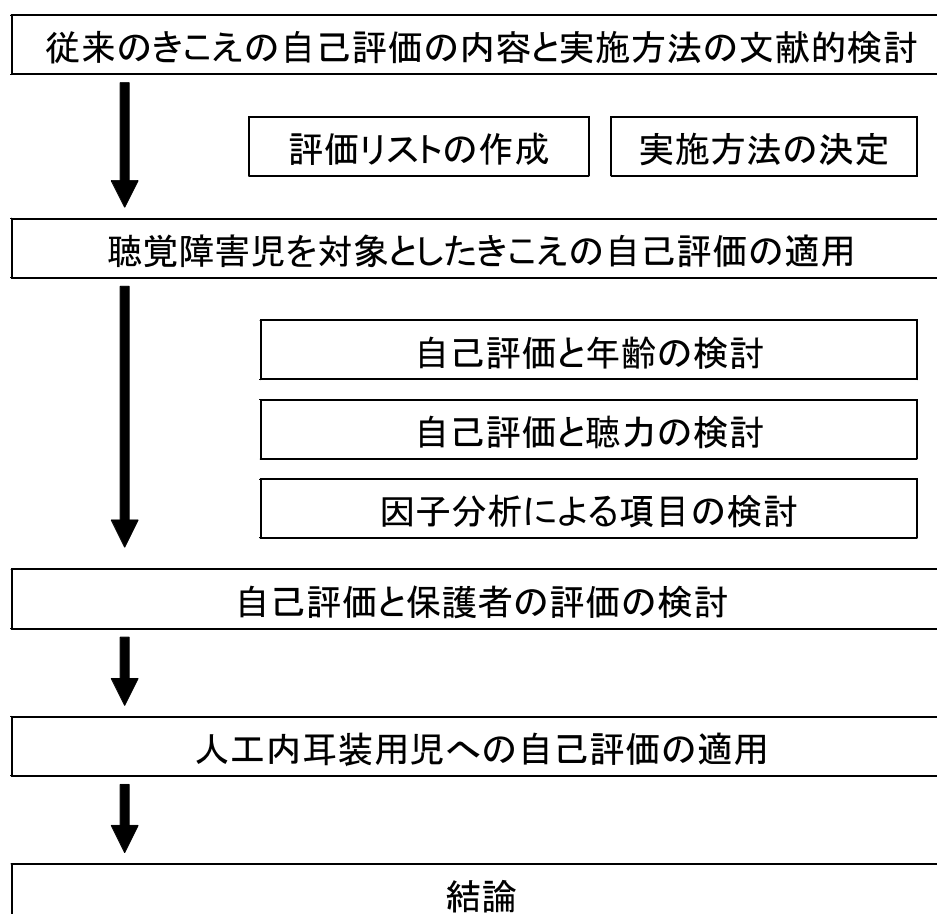 従来のきこえの自己評価の内容と実施方法の文献的検討
評価リストの作成
実施方法の決定
聴覚障害児を対象としたきこえの自己評価の適用
自己評価と年齢の検討
自己評価と聴力の検討
因子分析による項目の検討
自己評価と保護者の評価の検討
人工内耳装用児への自己評価の適用
結論